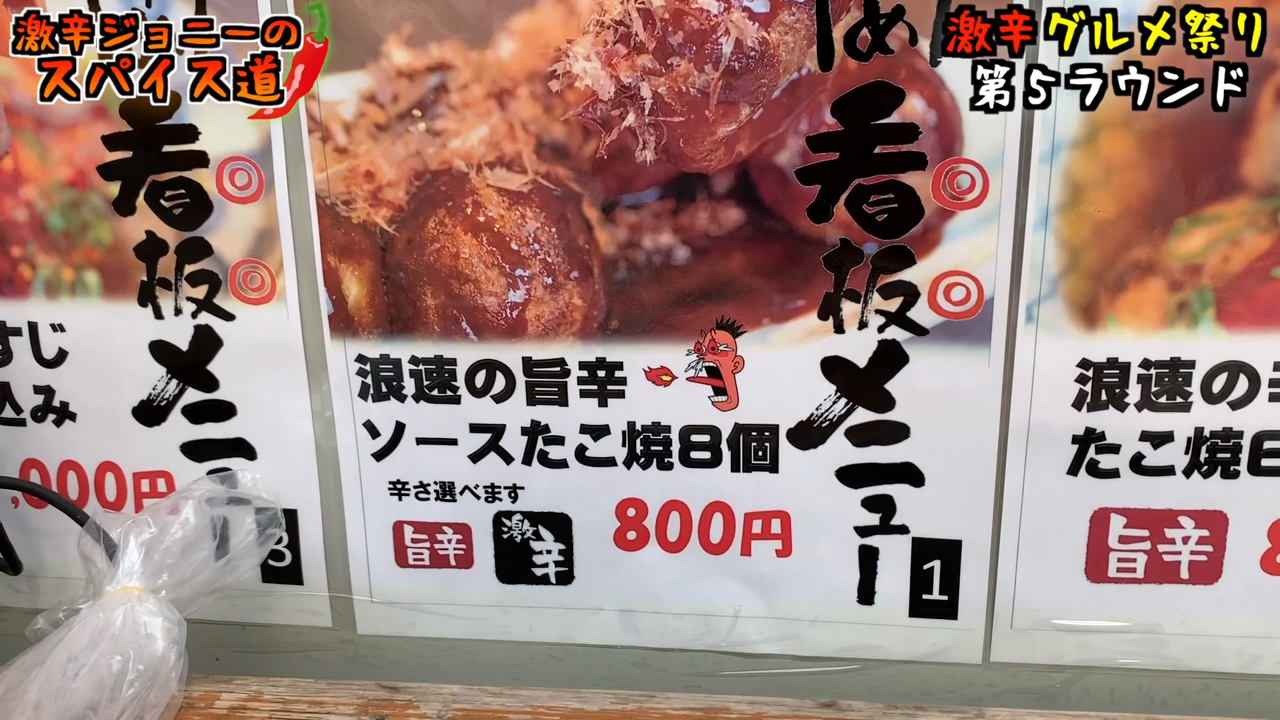 激辛ジョニーの
スパイス道
激辛グルメ祭り
第5ラウンド
看板メニュー
すじ
込み
,000円
3
看板メニュー
浪速の旨辛
ソースたこ焼8個
辛さ選べます
旨辛
激辛
800円
1
浪速の
たこ焼6
旨辛
8